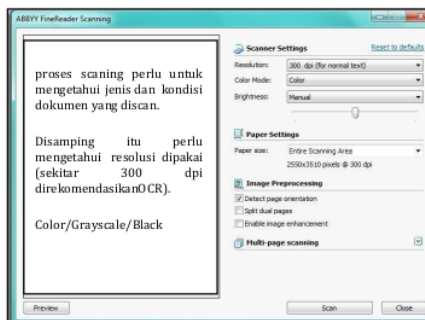 ABBYY FineReader Scanning
proses scaning perlu untuk
mengetahui jenis dan kondisi
dokumen yang discan.
Disamping itu perlu
mengetahui resolusi dipakai
(sekitar 300 dpi
direkomendasikanOCR).
Color/Grayscale/Black
Scanner Settings Reset to defaults
Resolution: 300 dpi (for normal text)
Color Mode: Color
Brightness: Manual
Paper Settings
Paper size: Entire Scanning Area
2550x3510 pixels @ 300 dpi
Image Preprocessing
Detect page orientation
Split dual pages
Enable image enhancement
Multi-page scanning
Preview Scan Close